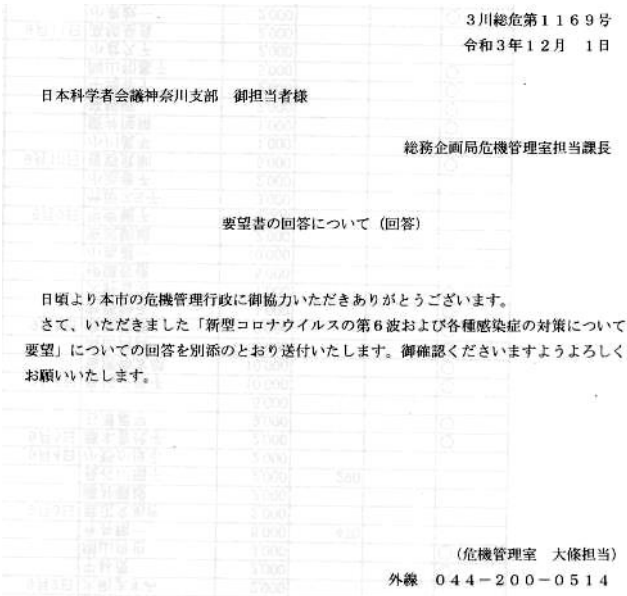 3川総危第1169号
令和3年12月　1日
日本科学者会議神奈川支部　御担当者様
総務企画局危機管理室担当課長
要望書の回答について（回答）
日頃より本市の危機管理行政に御協力いただきありがとうございます。
さて、いただきました「新型コロナウイルスの第6波および各種感染症の対策について
要望」についての回答を別添のとおり送付いたします。御確認くださいますようよろしく
お願いいたします。
（危機管理室　大條担当）
外線　044－200－0514